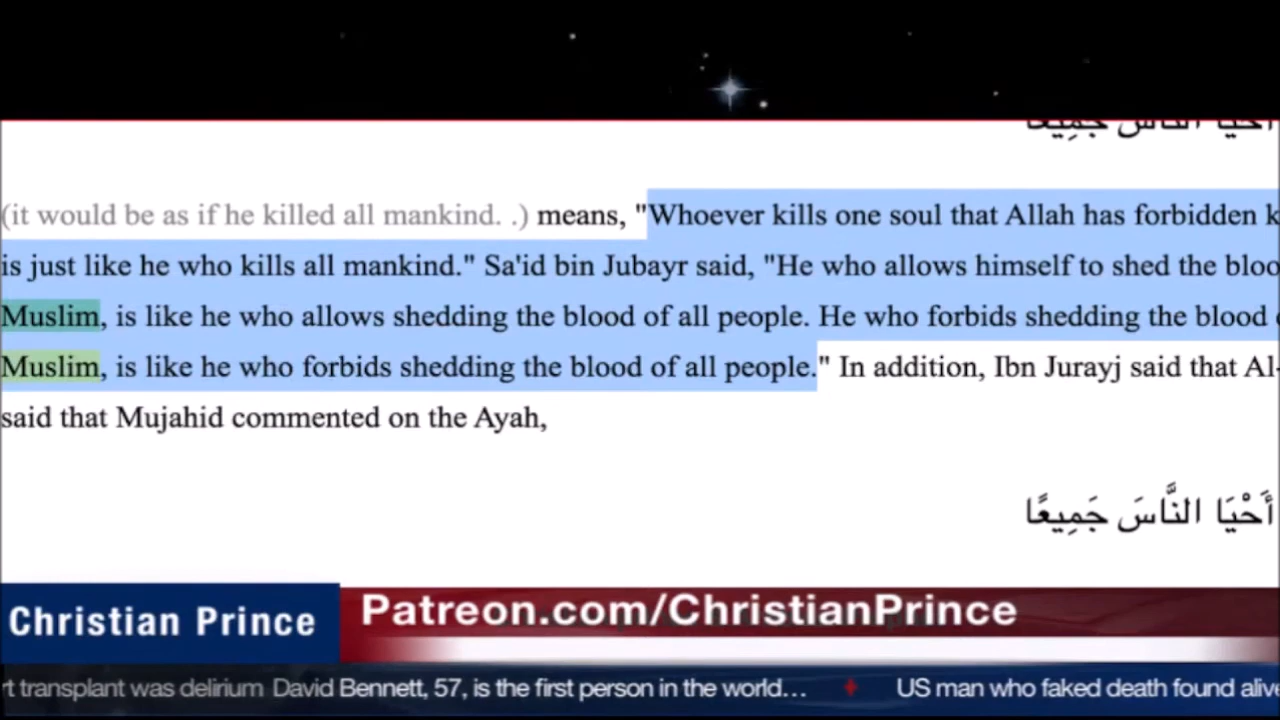 أَحْيَا النَّاسَ جَمِيعًا
(it would be as if he killed all mankind. .) means, "Whoever kills one soul that Allah has forbidden k
is just like he who kills all mankind." Sa'id bin Jubayr said, "He who allows himself to shed the bloo
Muslim, is like he who allows shedding the blood of all people. He who forbids shedding the blood
Muslim, is like he who forbids shedding the blood of all people." In addition, Ibn Jurayj said that Al-
said that Mujahid commented on the Ayah,
أَحْيَا النَّاسَ جَمِيعًا
Christian Prince
Patreon.com/ChristianPrince
rt transplant was delirium David Bennett, 57, is the first person in the world... US man who faked death found alive